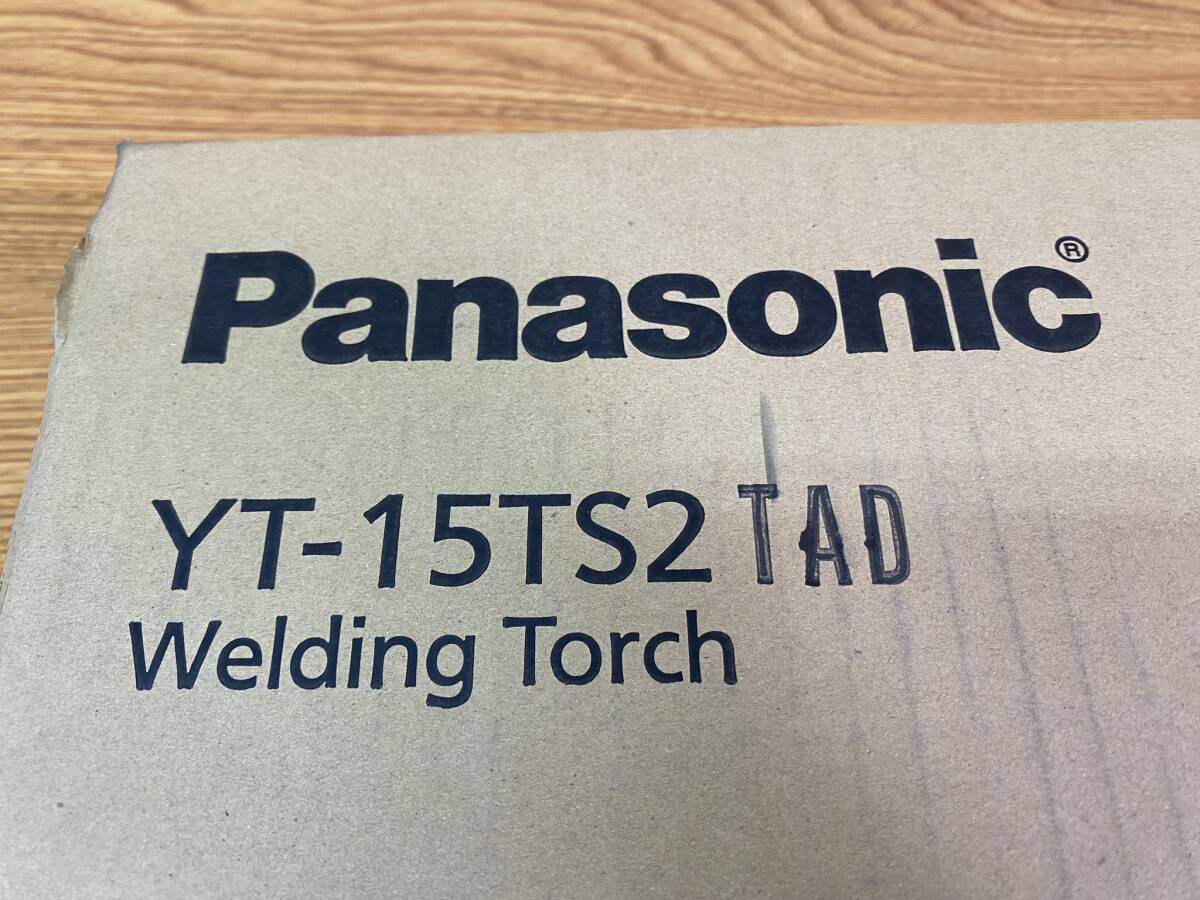 Panasonic®
YT-15TS2 TAD
Welding Torch